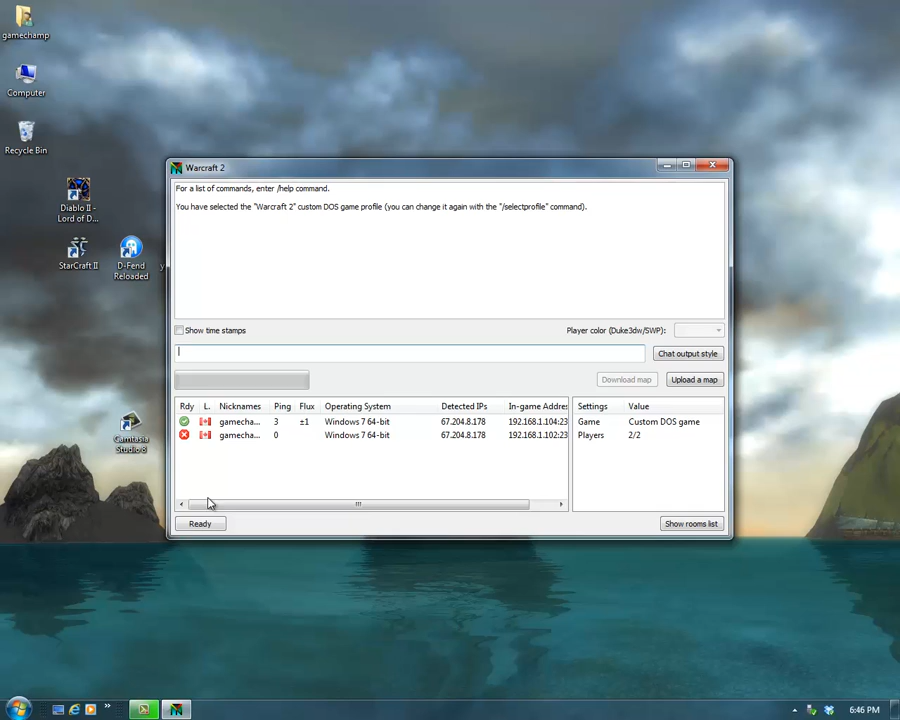 gamechamp
Computer
Recycle Bin
Diablo II -
Lord of D...
StarCraft II
D-Fend
Reloaded
Camtasia
Studio 8
Warcraft 2
For a list of commands, enter /help command.
You have selected the "Warcraft 2" custom DOS game profile (you can change it again with the "/selectprofile" command).
Show time stamps
Player color (Duke3dw/SWP):
Chat output style
Download map
Upload a map
Rdy L. Nicknames Ping Flux Operating System Detected IPs In-game Addres
gamecha... 3 ±1 Windows 7 64-bit 67.204.8.178 192.168.1.104:23
gamecha... 0 Windows 7 64-bit 67.204.8.178 192.168.1.102:23
Settings Value
Game Custom DOS game
Players 2/2
Ready
Show rooms list
6:46 PM